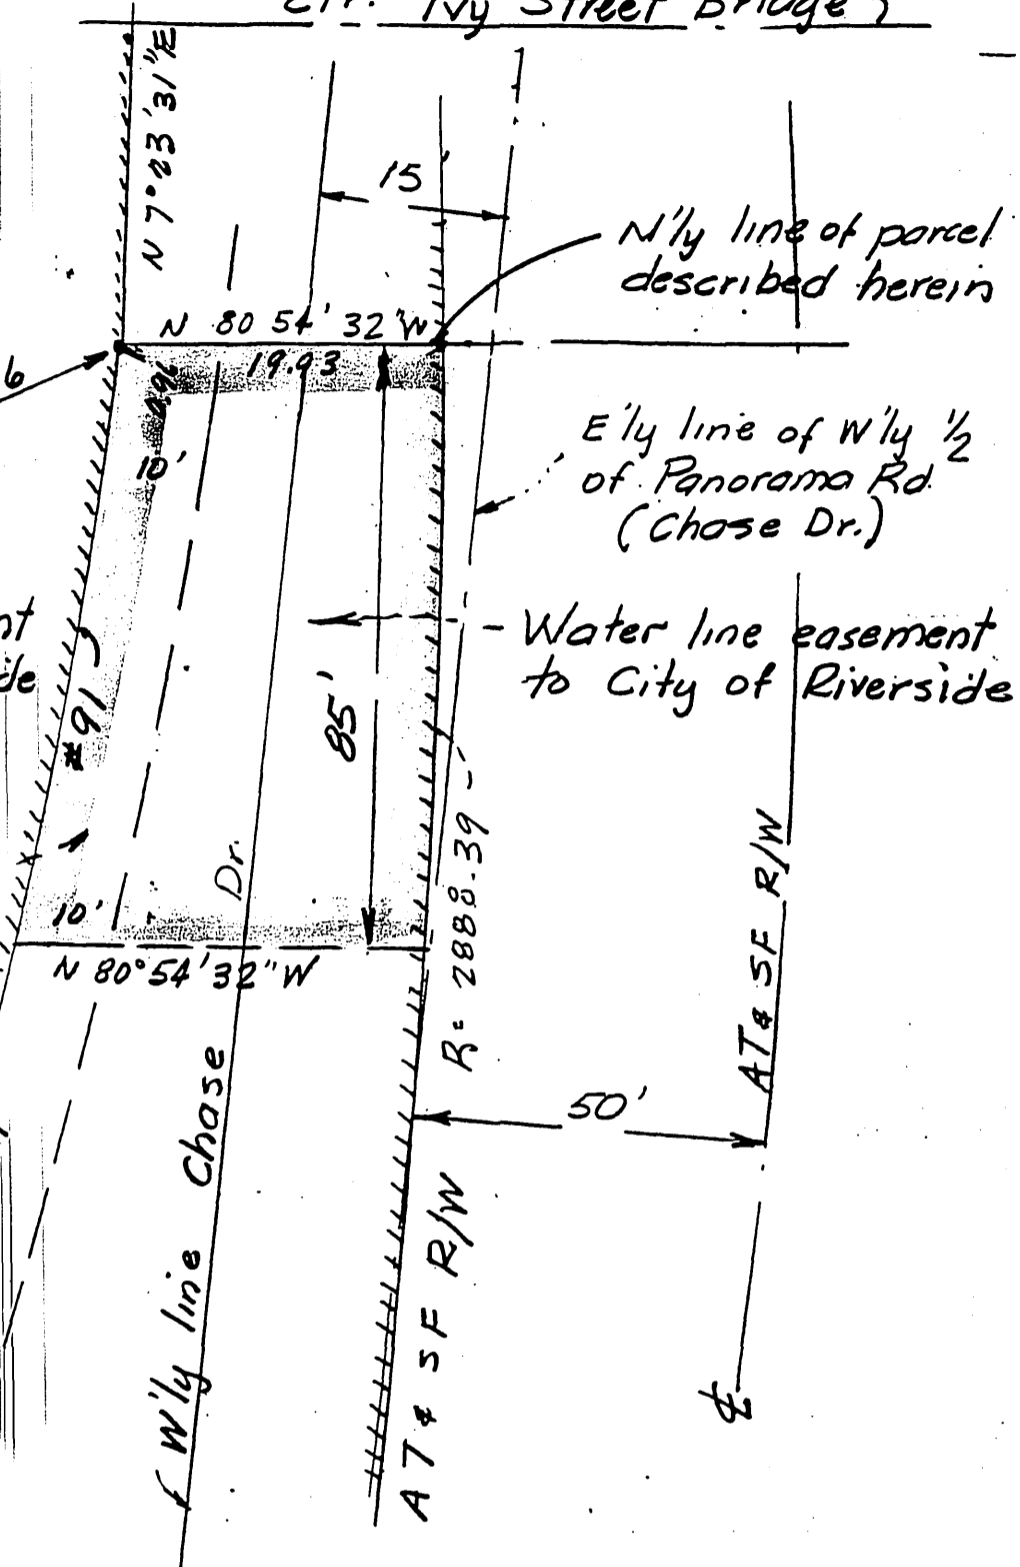 Ivy Street Bridge
N 7°23'31"E
15'
N'ly line of parcel
described herein
N 80 54' 32"W
19.93
6
10'
E'ly line of W'ly 1/2
of Panorama Rd.
(Chase Dr.)
Water line easement
to City of Riverside
#91
85'
10'
N 80°54'32"W
R= 2888.39
AT & SF R/W
50'
W'ly line Chase Dr.
AT & SF R/W